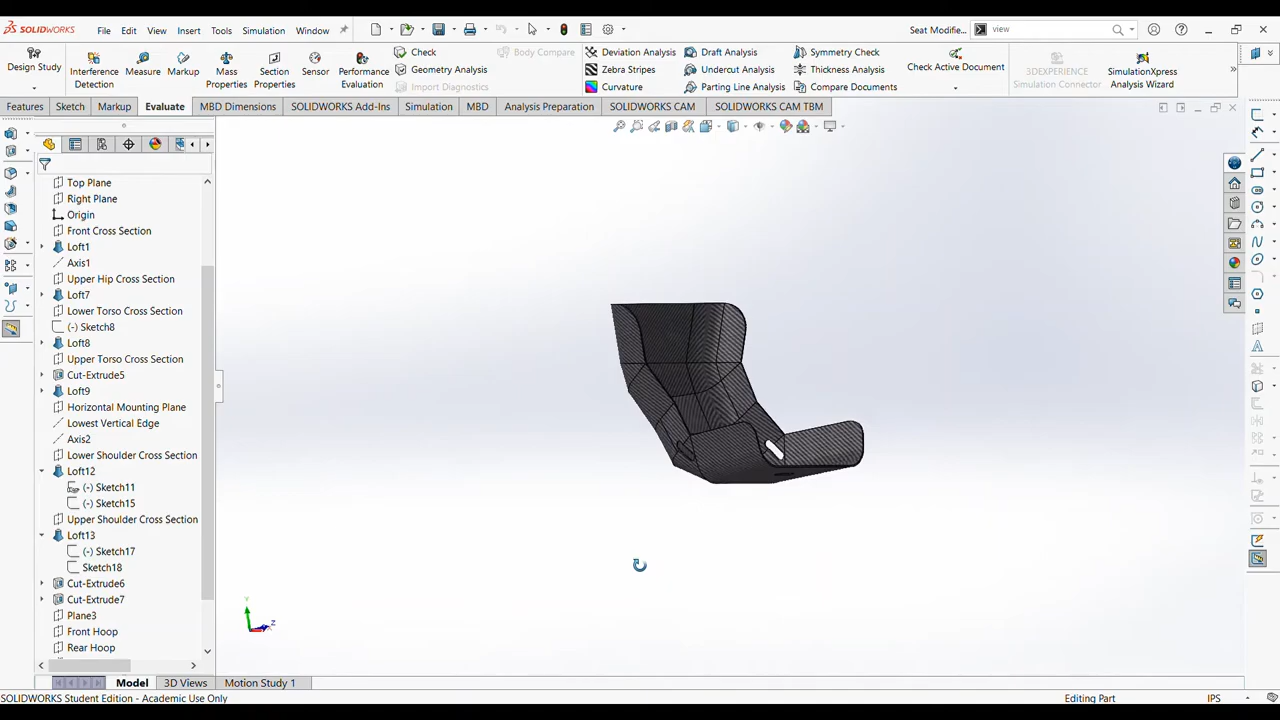 SOLIDWORKS File Edit View Insert Tools Simulation Window Seat Modifie... view
Design Study Interference Detection Measure Markup Mass Properties Section Properties Sensor Performance Evaluation
Check
Geometry Analysis
Import Diagnostics
Body Compare
Deviation Analysis
Zebra Stripes
Curvature
Draft Analysis
Undercut Analysis
Parting Line Analysis
Symmetry Check
Thickness Analysis
Compare Documents
Check Active Document
3DEXPERIENCE Simulation Connector
SimulationXpress Analysis Wizard
Features Sketch Markup Evaluate MBD Dimensions SOLIDWORKS Add-Ins Simulation MBD Analysis Preparation SOLIDWORKS CAM SOLIDWORKS CAM TBM
Top Plane
Right Plane
Origin
Front Cross Section
Loft1
Axis1
Upper Hip Cross Section
Loft7
Lower Torso Cross Section
(-) Sketch8
Loft8
Upper Torso Cross Section
Cut-Extrude5
Loft9
Horizontal Mounting Plane
Lowest Vertical Edge
Axis2
Lower Shoulder Cross Section
Loft12
(-) Sketch11
(-) Sketch15
Upper Shoulder Cross Section
Loft13
(-) Sketch17
Sketch18
Cut-Extrude6
Cut-Extrude7
Plane3
Front Hoop
Rear Hoop
Y
Z
Model 3D Views Motion Study 1
SOLIDWORKS Student Edition - Academic Use Only Editing Part IPS